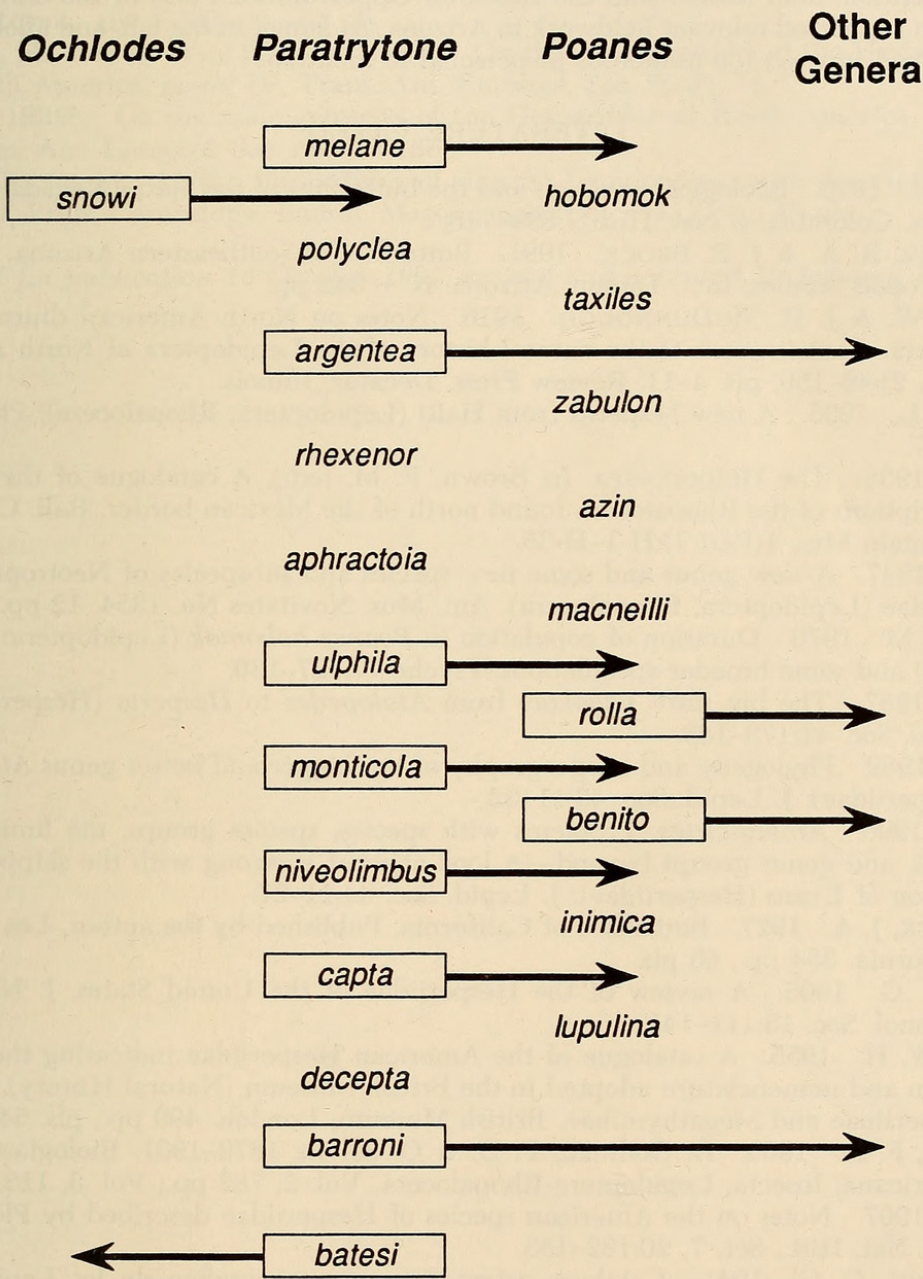 Ochlodes Paratrytone Poanes Other Genera
melane
hobomok
snowi
polyclea
taxiles
argentea
zabulon
rhexenor
azin
aphractoia
macneilli
ulphila
rolla
monticola
benito
niveolimbus
inimica
capta
lupulina
decepta
barroni
batesi